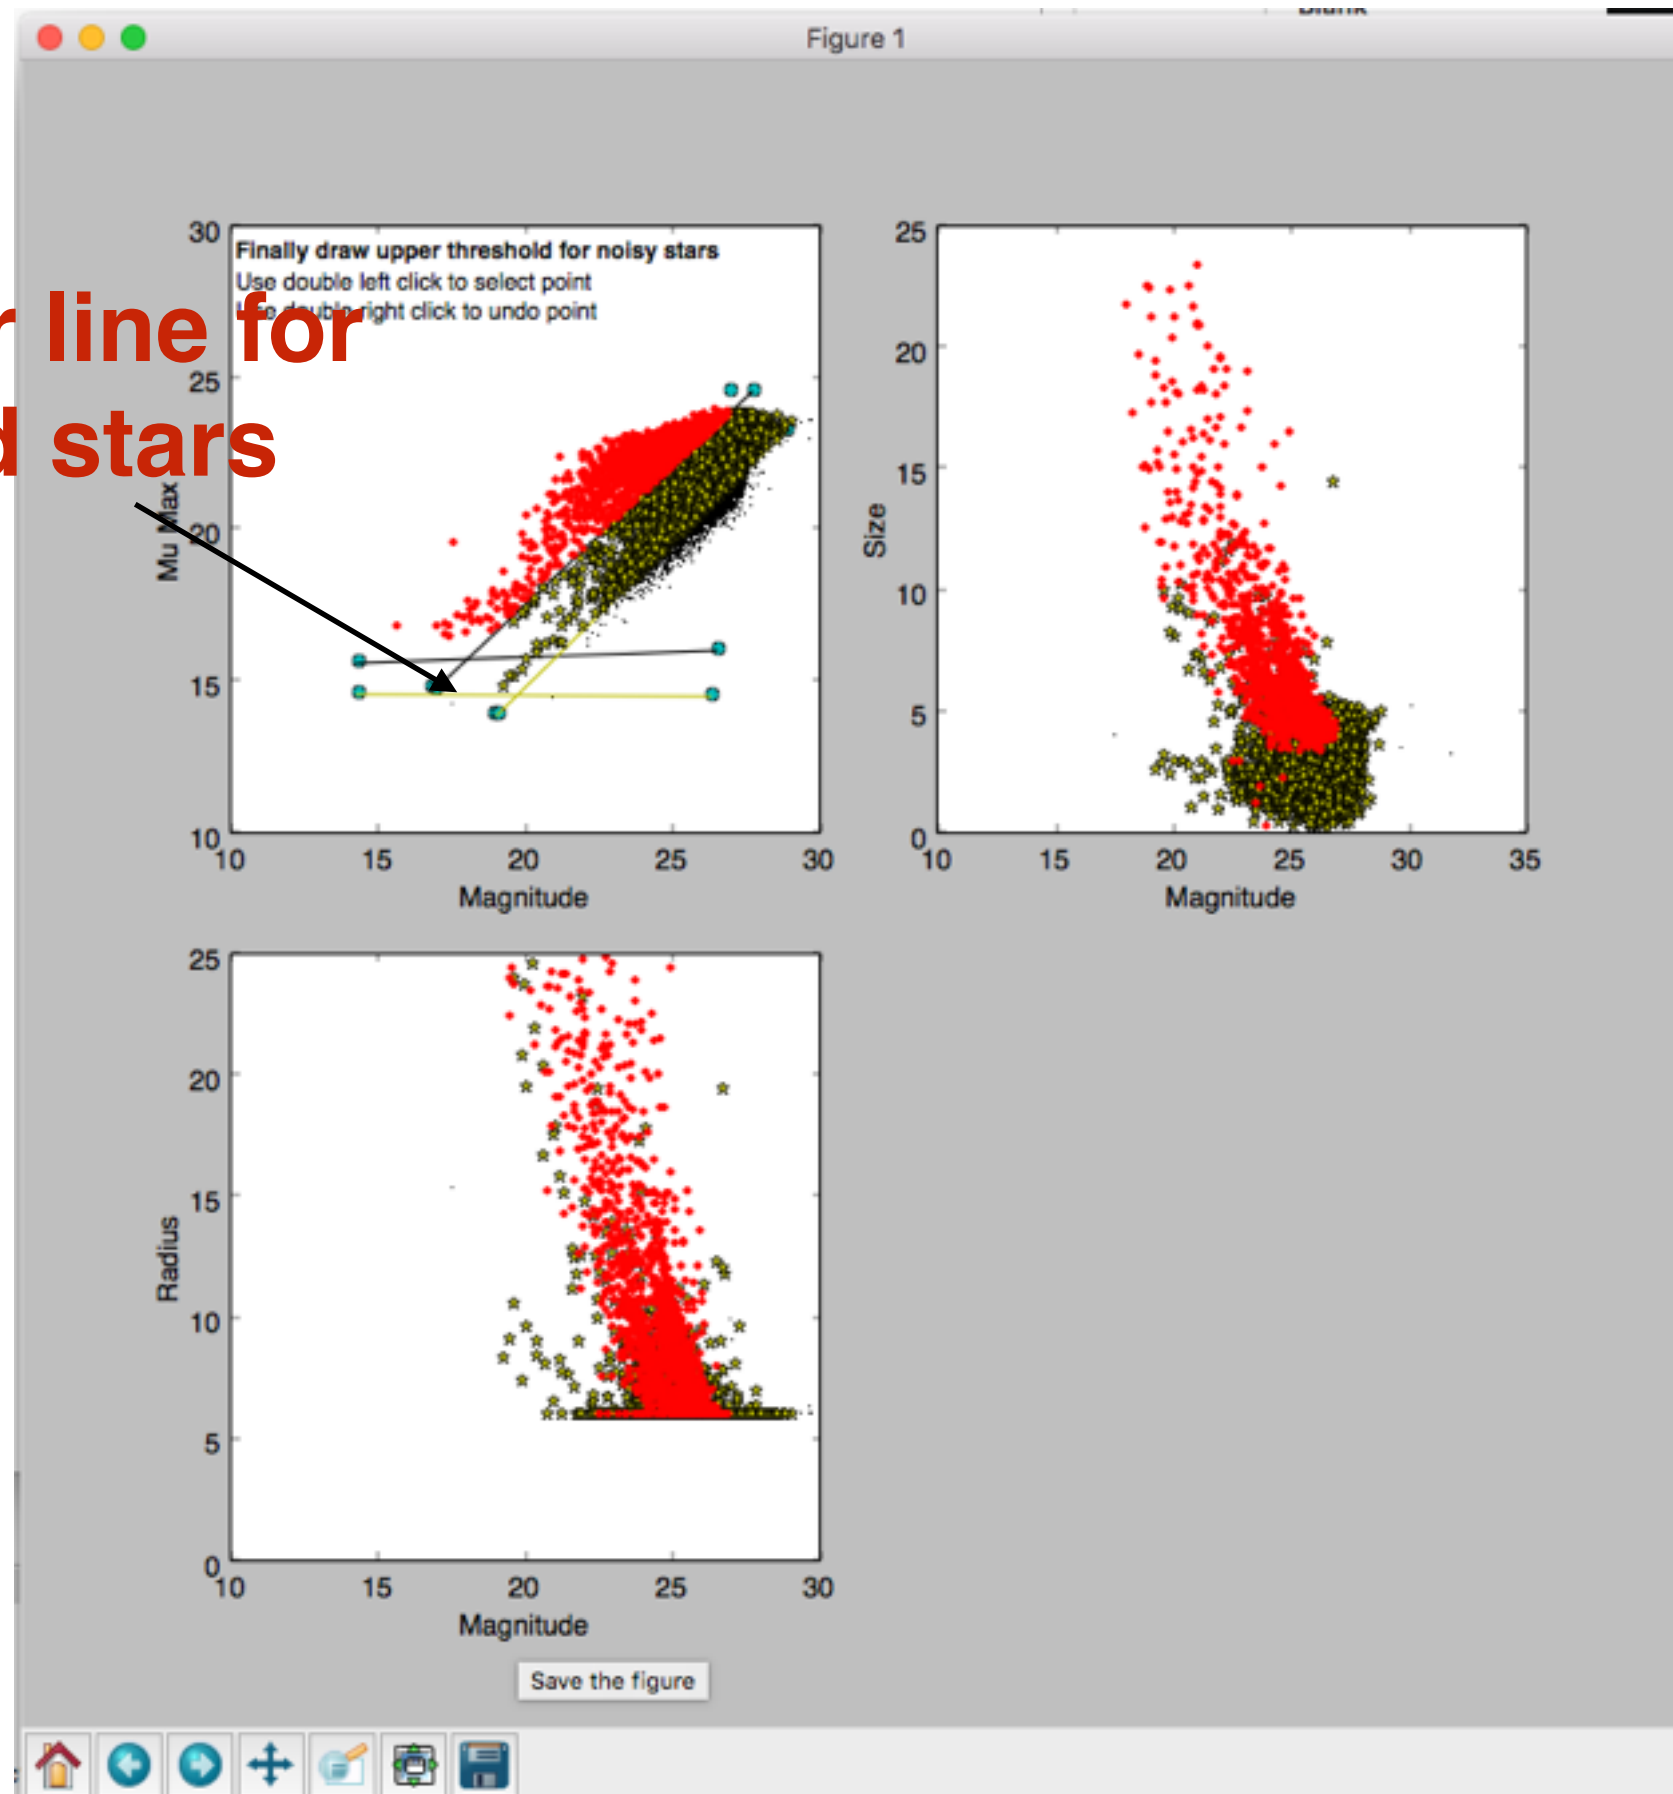 Figure 1
30
Finally draw upper threshold for noisy stars
Use double left click to select point
double right click to undo point
line for
stars
25
20
15
10
Mu Max
10 15 20 25 30
Magnitude
25
20
15
10
5
0
Size
10 15 20 25 30 35
Magnitude
25
20
15
10
5
0
Radius
10 15 20 25 30
Magnitude
Save the figure